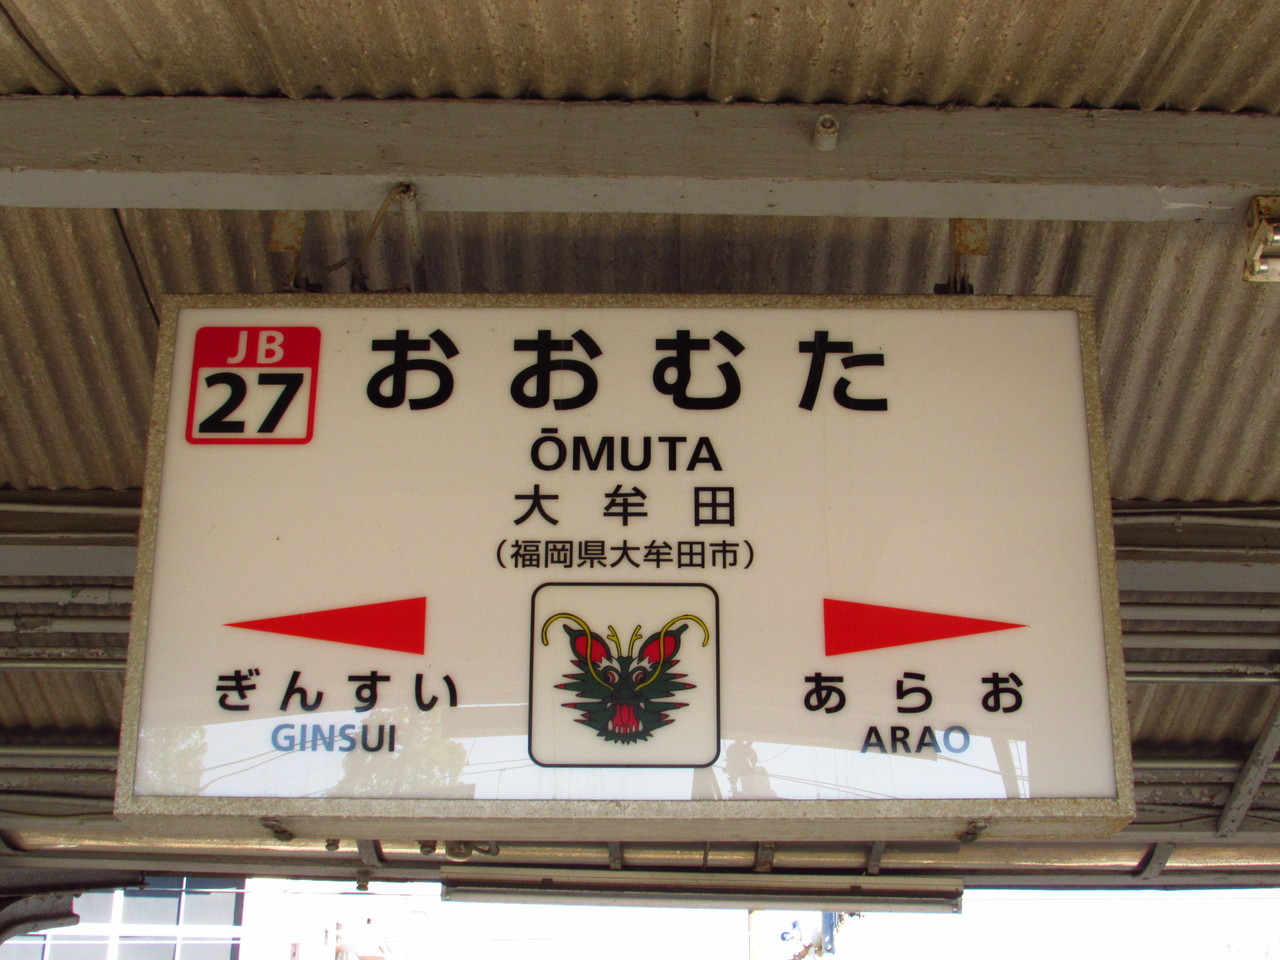 JB
27
おおむた
ŌMUTA
大牟田
（福岡県大牟田市）
ぎんすい
GINSUI
あらお
ARAO